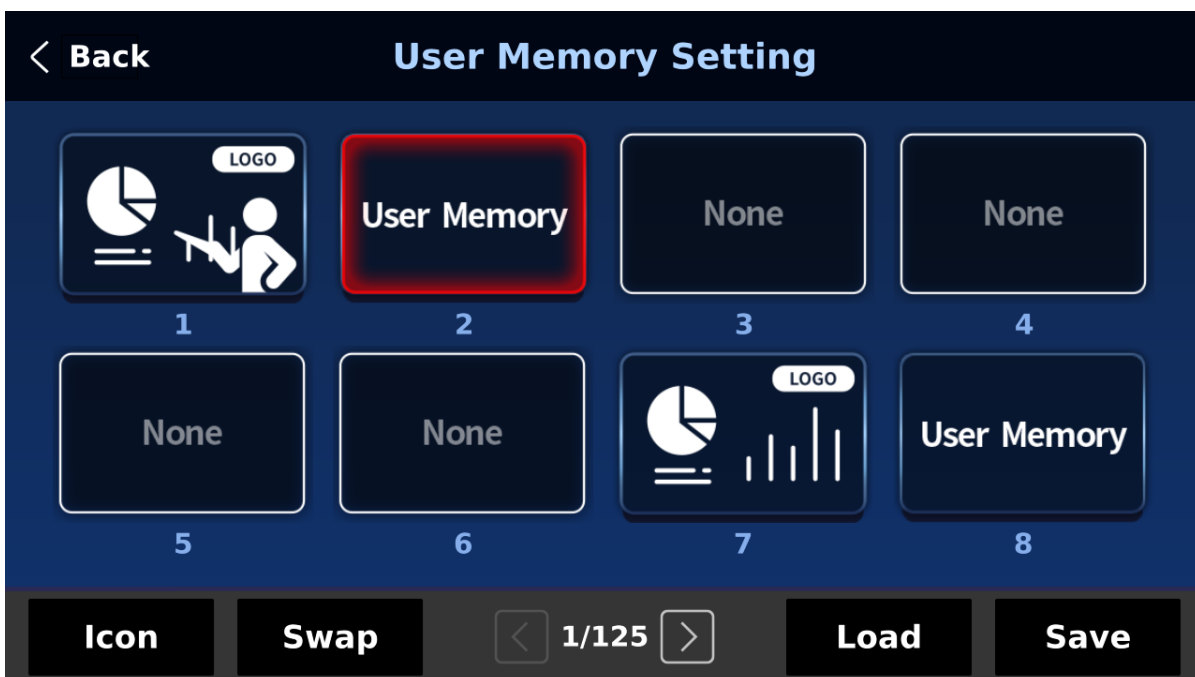 Back
User Memory Setting
LOGO
User Memory
None
None
1
2
3
4
None
None
LOGO
User Memory
5
6
7
8
Icon
Swap
1/125
Load
Save